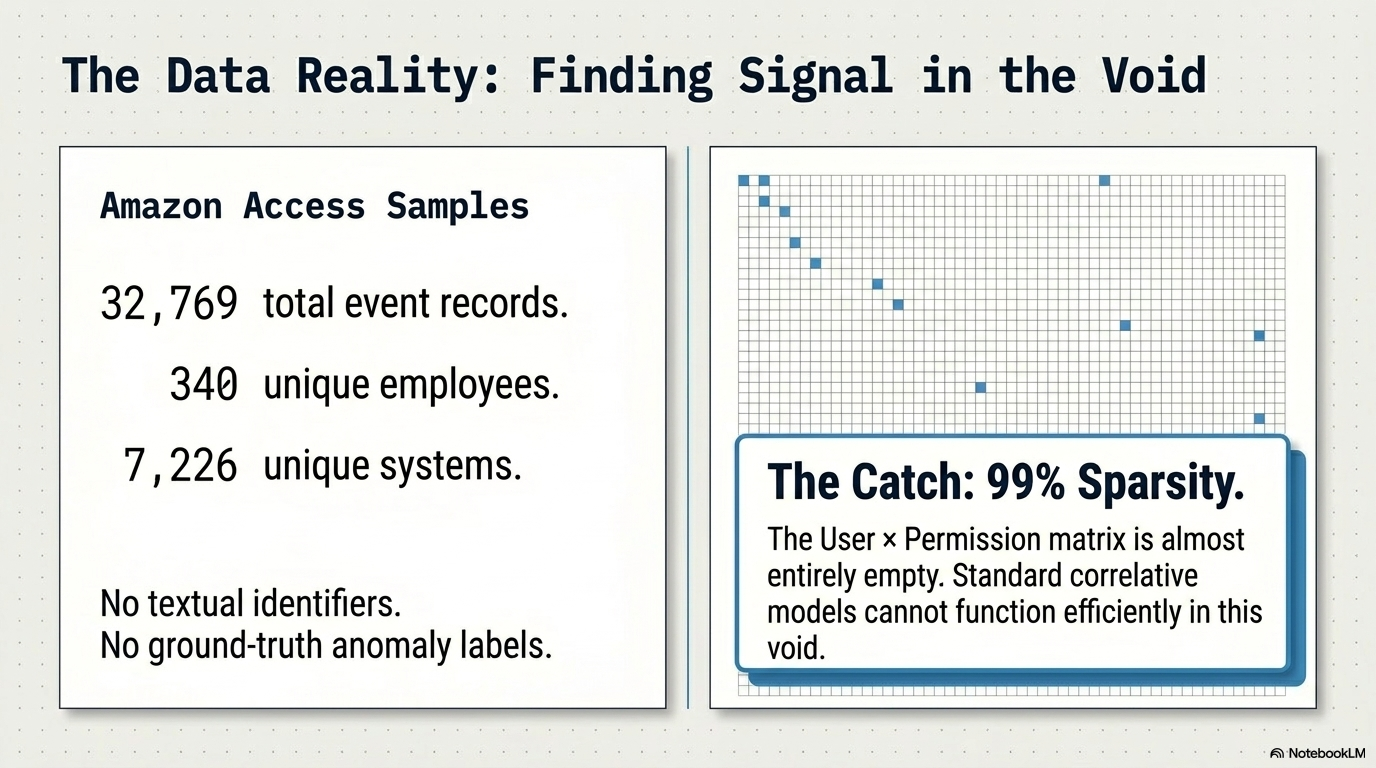 The Data Reality: Finding Signal in the Void
Amazon Access Samples
32,769 total event records.
340 unique employees.
7,226 unique systems.
No textual identifiers.
No ground-truth anomaly labels.
The Catch: 99% Sparsity.
The User × Permission matrix is almost
entirely empty. Standard correlative
models cannot function efficiently in this
void.
NotebookLM